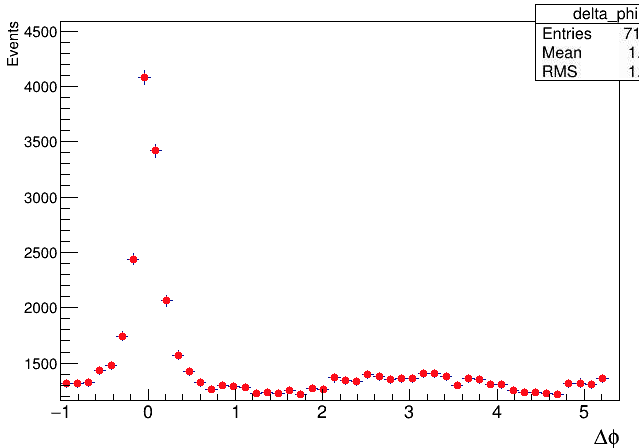 delta_phi
Entries 71
Mean 1.
RMS 1.
Events
4500
4000
3500
3000
2500
2000
1500
−1 0 1 2 3 4 5
Δϕ